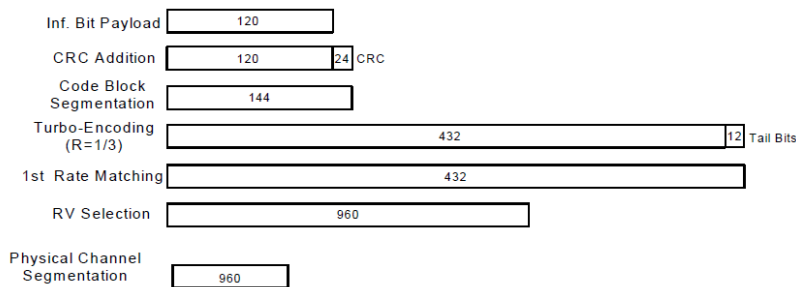 Inf. Bit Payload 120
CRC Addition 120 24 CRC
Code Block
Segmentation 144
Turbo-Encoding
(R=1/3) 432 12 Tail Bits
1st Rate Matching 432
RV Selection 960
Physical Channel
Segmentation 960